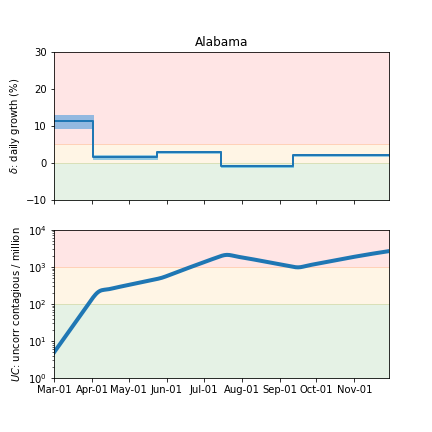 Alabama
δ: daily growth (%)
30
20
10
0
−10
UC: uncorr contagious / million
10⁴
10³
10²
10¹
10⁰
Mar-01 Apr-01 May-01 Jun-01 Jul-01 Aug-01 Sep-01 Oct-01 Nov-01